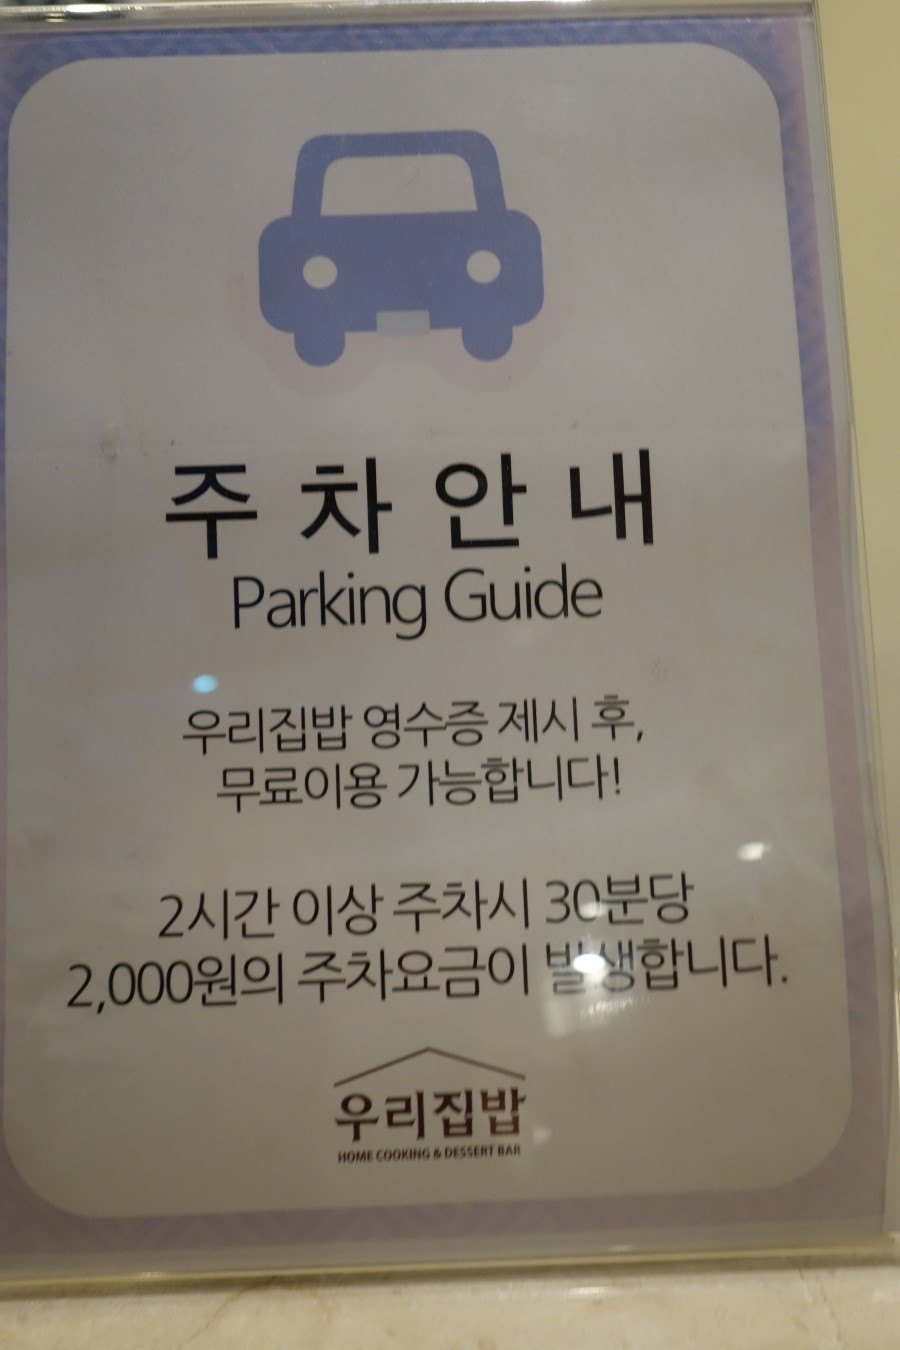 주차안내
Parking Guide
우리집밥 영수증 제시 후,
무료이용 가능합니다!
2시간 이상 주차시 30분당
2,000원의 주차요금이 발생합니다.
우리집밥
HOME COOKING & DESSERT BAR